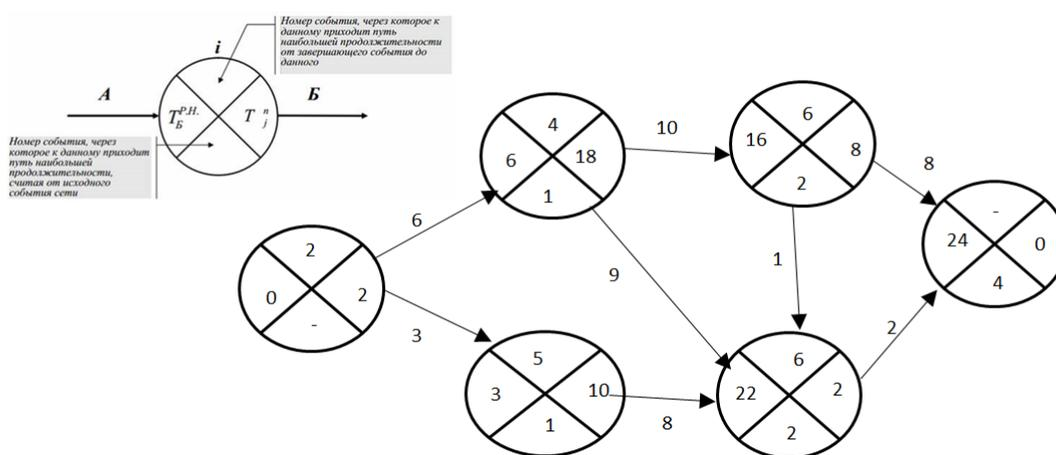 Номер события, через которое к
данному приходит путь
наибольшей продолжительности
от завершающего события до
данного
i
А
Б
T Р.Н. Б
T n j
Номер события, через
которое к данному приходит
путь наибольшей
продолжительности,
считая от исходного
события сети
4
6
18
1
10
6
16
8
2
8
-
24
0
4
6
2
0
2
-
9
1
3
5
3
10
1
8
6
22
2
2
2